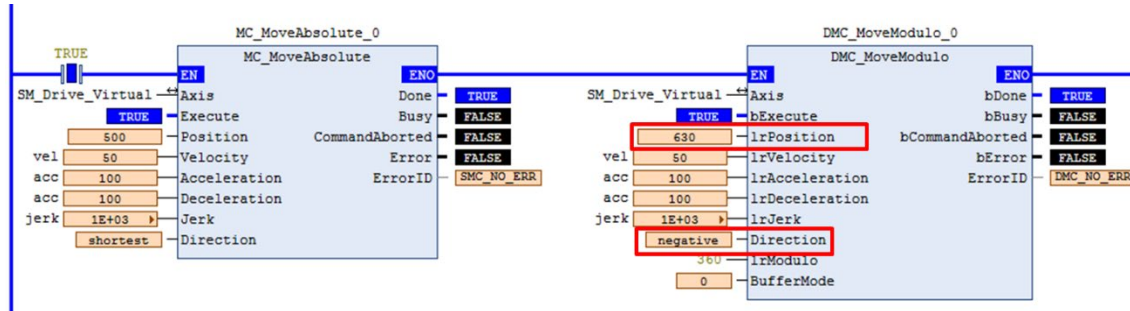 MC_MoveAbsolute_0
DMC_MoveModulo_0
TRUE
MC_MoveAbsolute
DMC_MoveModulo
EN ENO
EN ENO
SM_Drive_Virtual Axis Done TRUE
SM_Drive_Virtual Axis bDone TRUE
TRUE Execute Busy FALSE
TRUE bExecute bBusy FALSE
500 Position CommandAborted FALSE
630 lrPosition bCommandAborted FALSE
vel 50 Velocity Error FALSE
vel 50 lrVelocity bError FALSE
acc 100 Acceleration ErrorID SMC_NO_ERR
acc 100 lrAcceleration ErrorID DMC_NO_ERR
acc 100 Deceleration
acc 100 lrDeceleration
jerk 1E+03 Jerk
jerk 1E+03 lrJerk
shortest Direction
negative Direction
360 lrModulo
0 BufferMode